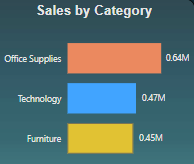 Sales by Category
Office Supplies 0.64M
Technology 0.47M
Furniture 0.45M